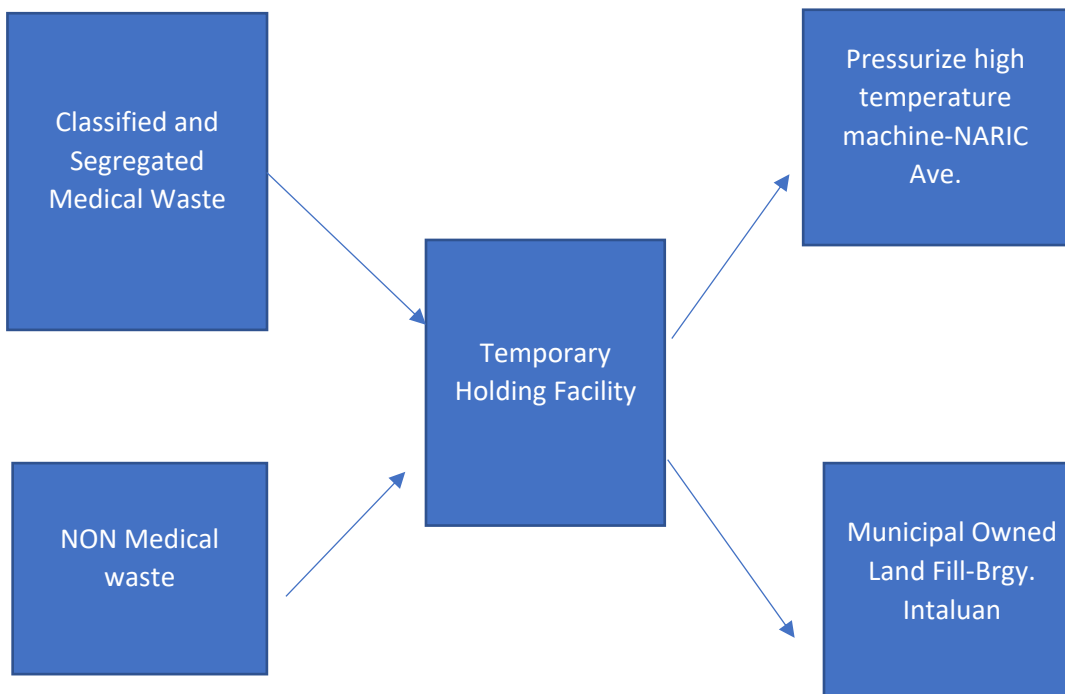 Classified and
Segregated
Medical Waste
NON Medical
waste
Temporary
Holding Facility
Pressurize high
temperature
machine-NARIC
Ave.
Municipal Owned
Land Fill-Brgy.
Intaluan